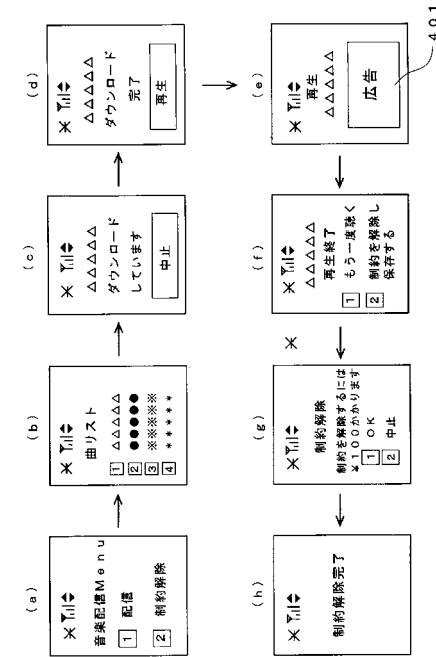 (a)
音楽配信Menu
1 配信
2 制約解除
(b)
曲リスト
1 △△△△△
2 ●●●●●
3 ※※※※※
4 *****
(c)
△△△△△
ダウンロード
しています
中止
(d)
△△△△△
ダウンロード
完了
再生
(e)
再生
△△△△△
広告
401
(f)
△△△△△
再生終了
1 もう一度聴く
2 制約を解除し
保存する
(g)
制約解除
制約を解除するには
¥100かかります
1 OK
2 中止
(h)
制約解除完了